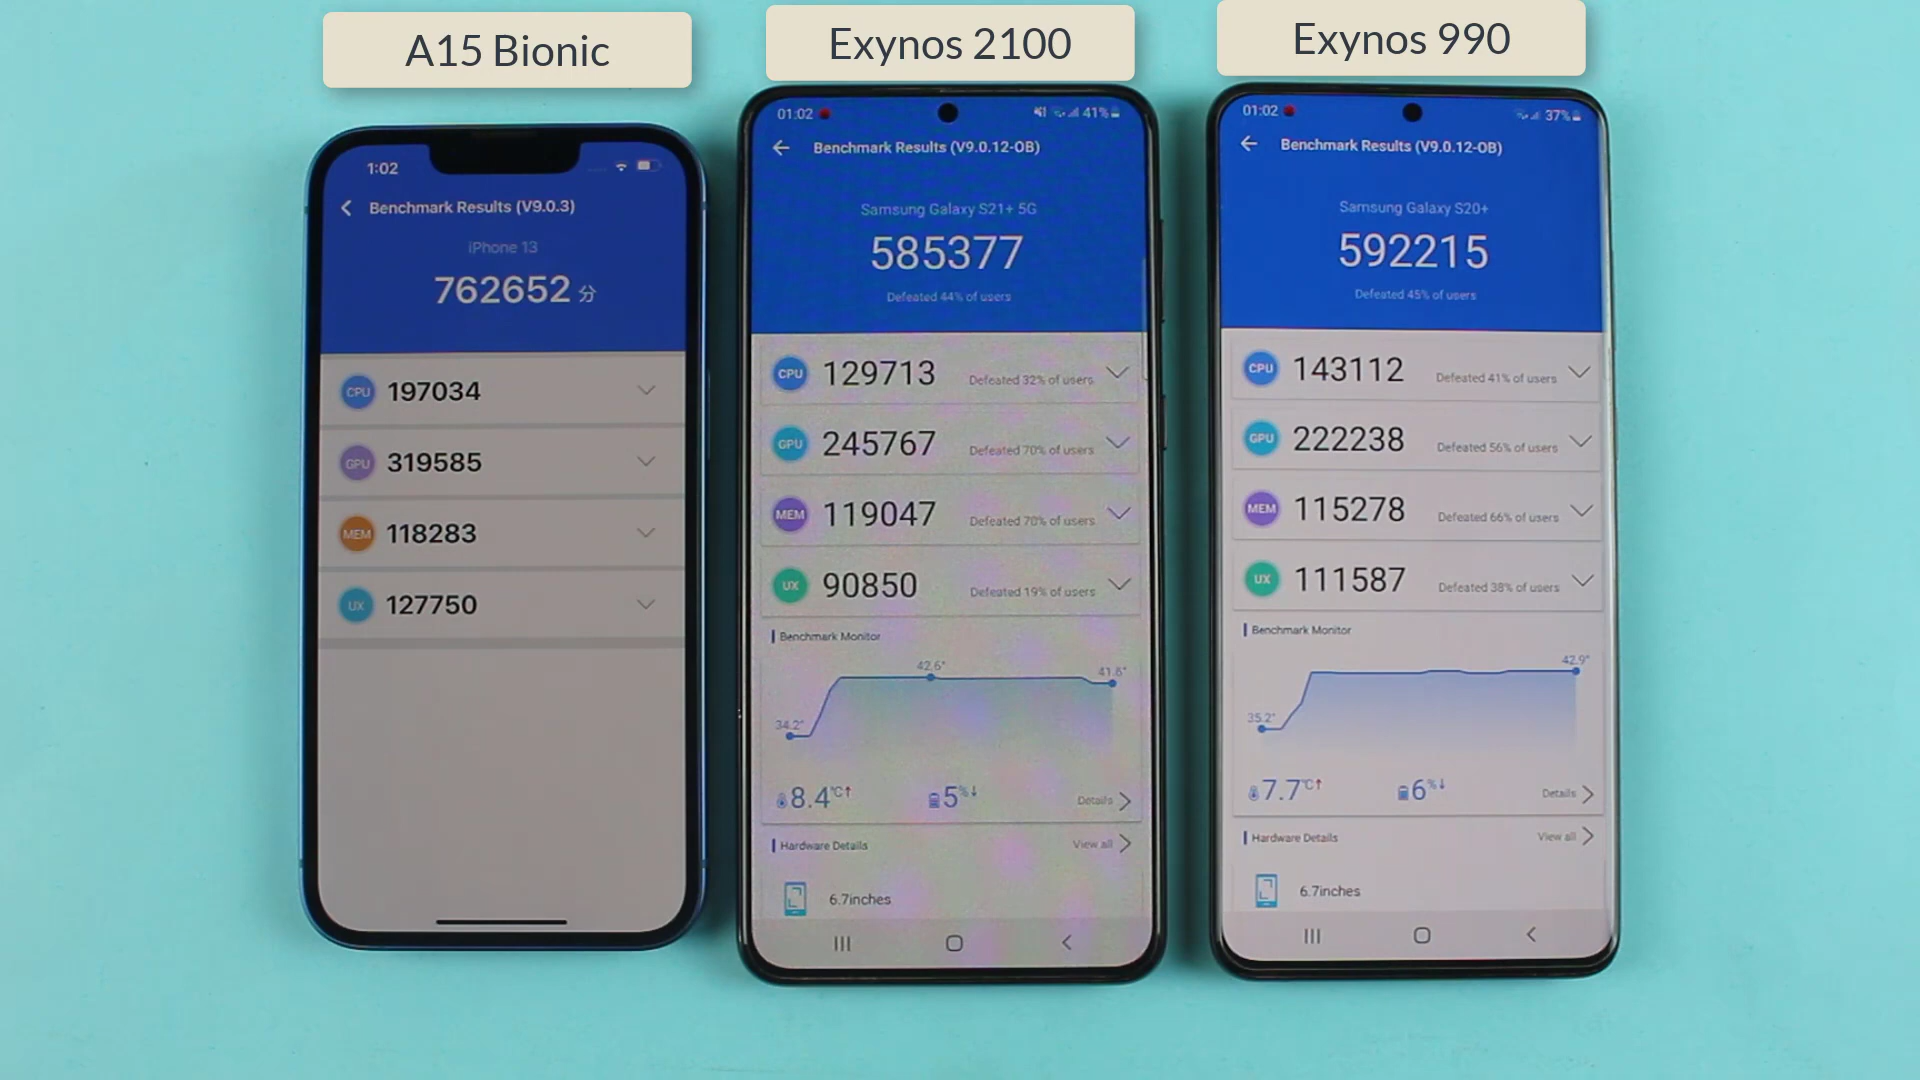 A15 Bionic
1:02
Benchmark Results (V9.0.3)
iPhone 13
762652 分
CPU 197034
GPU 319585
MEM 118283
UX 127750
Exynos 2100
01:02 41%
Benchmark Results (V9.0.12-OB)
Samsung Galaxy S21+ 5G
585377
Defeated 44% of users
CPU 129713 Defeated 32% of users
GPU 245767 Defeated 70% of users
MEM 119047 Defeated 70% of users
UX 90850 Defeated 19% of users
Benchmark Monitor
42.6°
41.6°
34.2°
8.4°C↑ 5%↓ Details
Hardware Details View all
6.7inches
Exynos 990
01:02 37%
Benchmark Results (V9.0.12-OB)
Samsung Galaxy S20+
592215
Defeated 45% of users
CPU 143112 Defeated 41% of users
GPU 222238 Defeated 56% of users
MEM 115278 Defeated 66% of users
UX 111587 Defeated 38% of users
Benchmark Monitor
42.9°
35.2°
7.7°C↑ 6%↓ Details
Hardware Details View all
6.7inches